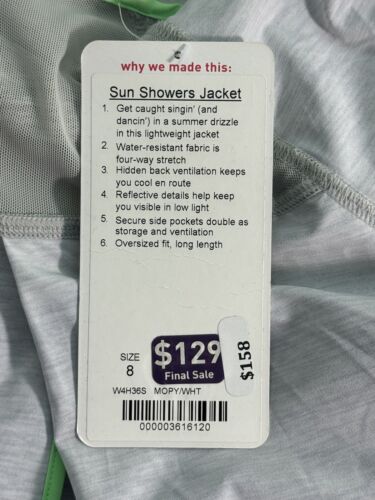 why we made this:
Sun Showers Jacket
1. Get caught singin' (and
dancin') in a summer drizzle
in this lightweight jacket
2. Water-resistant fabric is
four-way stretch
3. Hidden back ventilation keeps
you cool en route
4. Reflective details help keep
you visible in low light
5. Secure side pockets double as
storage and ventilation
6. Oversized fit, long length
SIZE
8
$129
Final Sale
$158
W4H36S MOPY/WHT
000003616120